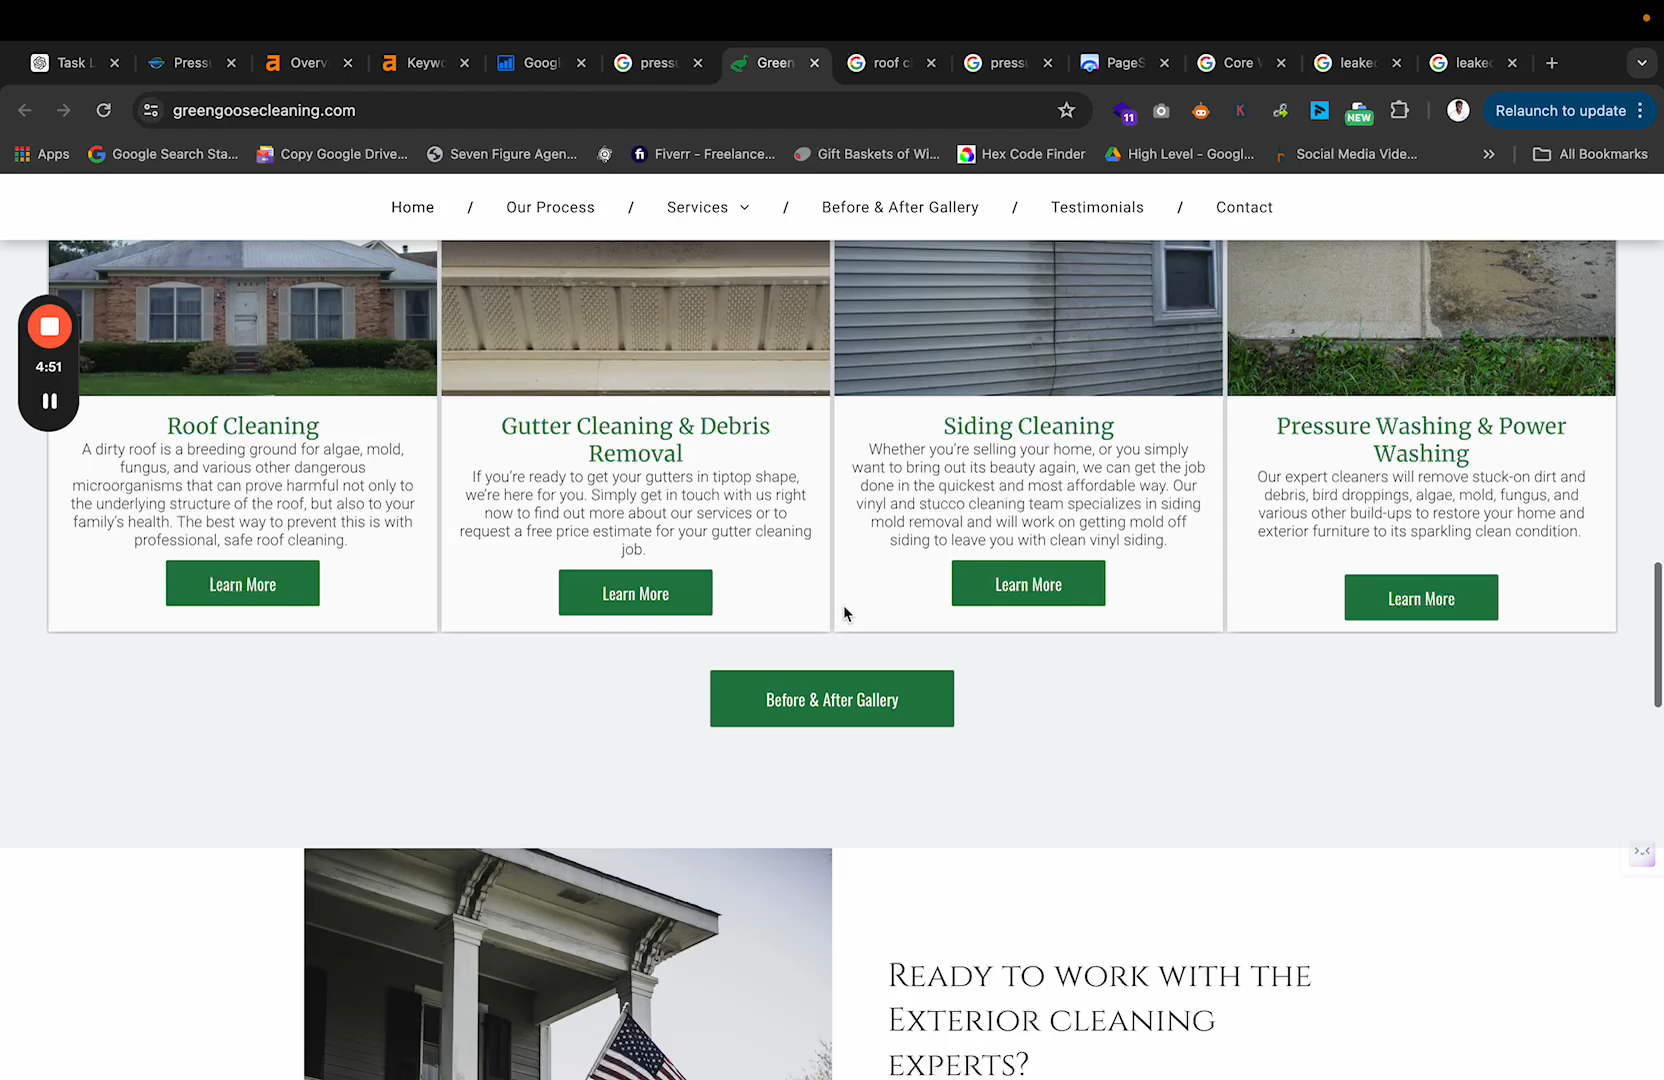 Task L
Pressu
Overv
Keywo
Googl
pressu
Green
roof cl
pressu
PageS
Core W
leaked
leaked
greengoosecleaning.com
11
K
NEW
Relaunch to update
Apps
Google Search Sta...
Copy Google Drive...
Seven Figure Agen...
Fiverr - Freelance...
Gift Baskets of Wi...
Hex Code Finder
High Level - Googl...
Social Media Vide...
All Bookmarks
Home / Our Process / Services / Before & After Gallery / Testimonials / Contact
4:51
Roof Cleaning
A dirty roof is a breeding ground for algae, mold,
fungus, and various other dangerous
microorganisms that can prove harmful not only to
the underlying structure of the roof, but also to your
family's health. The best way to prevent this is with
professional, safe roof cleaning.
Learn More
Gutter Cleaning & Debris
Removal
If you're ready to get your gutters in tiptop shape,
we're here for you. Simply get in touch with us right
now to find out more about our services or to
request a free price estimate for your gutter cleaning
job.
Learn More
Siding Cleaning
Whether you're selling your home, or you simply
want to bring out its beauty again, we can get the job
done in the quickest and most affordable way. Our
vinyl and stucco cleaning team specializes in siding
mold removal and will work on getting mold off
siding to leave you with clean vinyl siding.
Learn More
Pressure Washing & Power
Washing
Our expert cleaners will remove stuck-on dirt and
debris, bird droppings, algae, mold, fungus, and
various other build-ups to restore your home and
exterior furniture to its sparkling clean condition.
Learn More
Before & After Gallery
Ready to work with the
Exterior cleaning
experts?